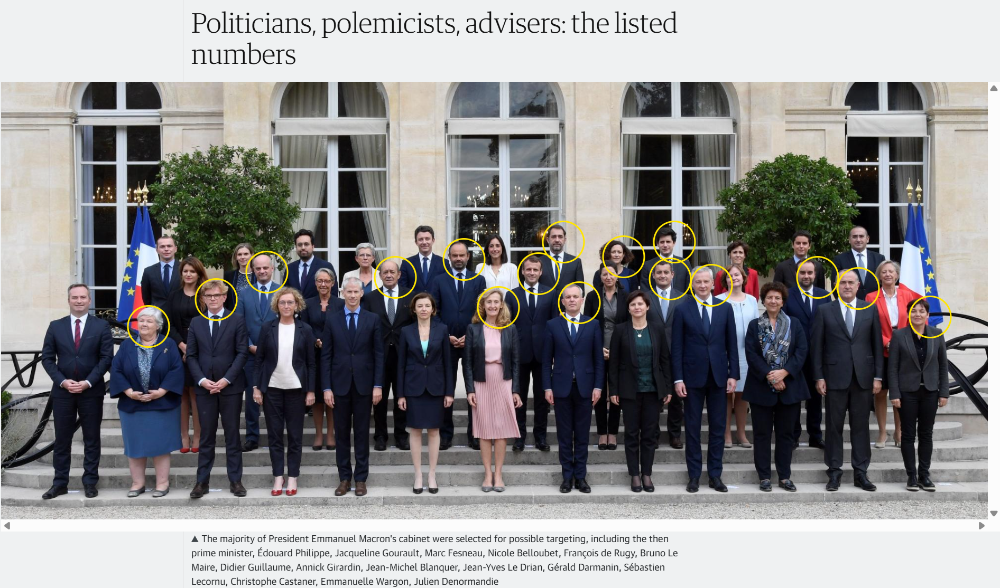 Politicians, polemicists, advisers: the listed
numbers
▲ The majority of President Emmanuel Macron's cabinet were selected for possible targeting, including the then
prime minister, Édouard Philippe, Jacqueline Gourault, Marc Fesneau, Nicole Belloubet, François de Rugy, Bruno Le
Maire, Didier Guillaume, Annick Girardin, Jean-Michel Blanquer, Jean-Yves Le Drian, Gérald Darmanin, Sébastien
Lecornu, Christophe Castaner, Emmanuelle Wargon, Julien Denormandie